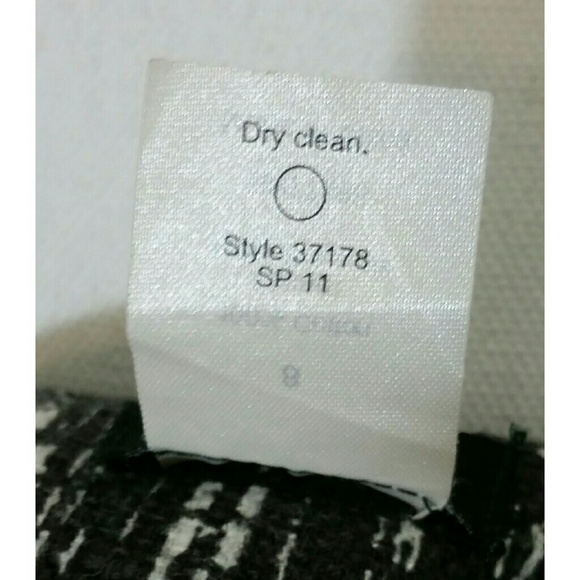 Dry clean.
Style 37178
SP 11
8